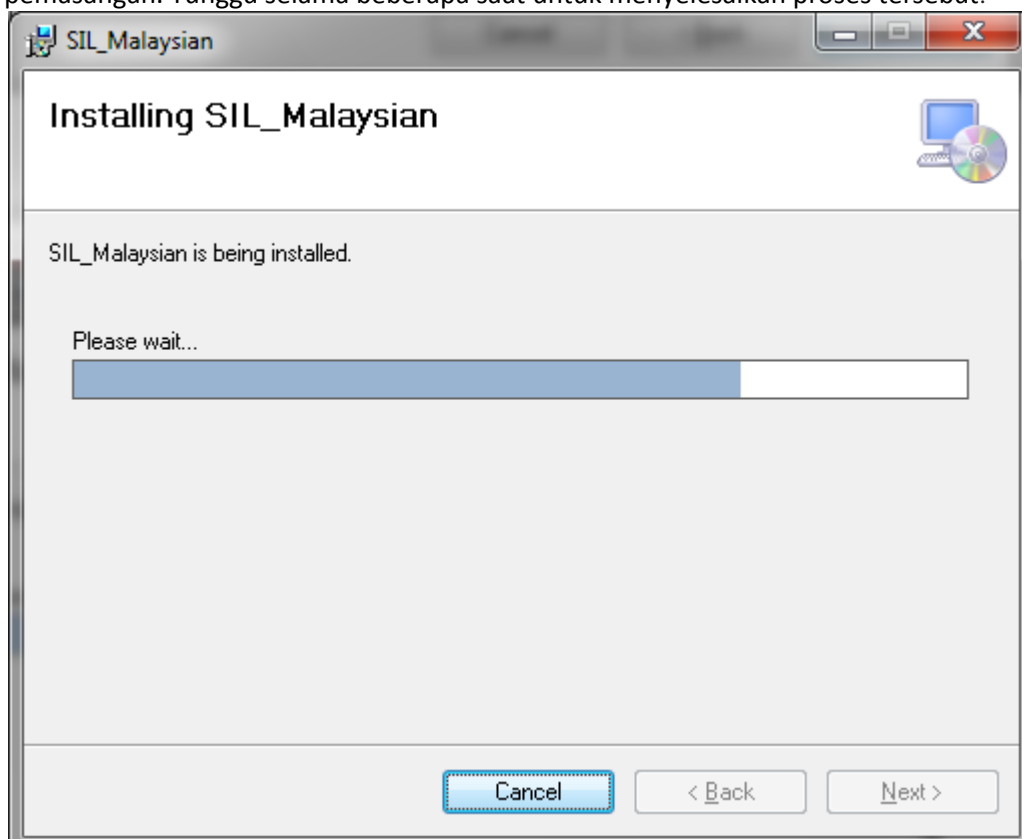 pemasangan. Tunggu selama beberapa saat untuk menyelesaikan proses tersebut.
SIL_Malaysian
Installing SIL_Malaysian
SIL_Malaysian is being installed.
Please wait...
Cancel
< Back
Next >